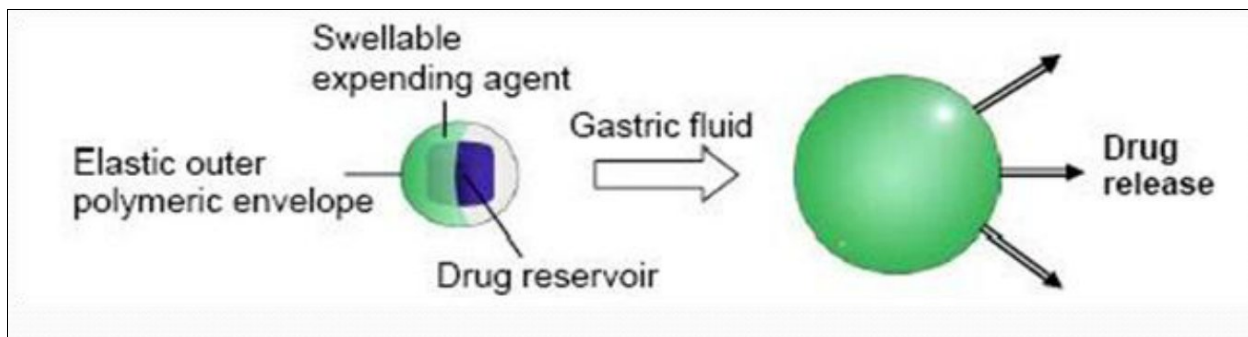 Swellable
expending agent
Gastric fluid
Elastic outer
polymeric envelope
Drug
release
Drug reservoir